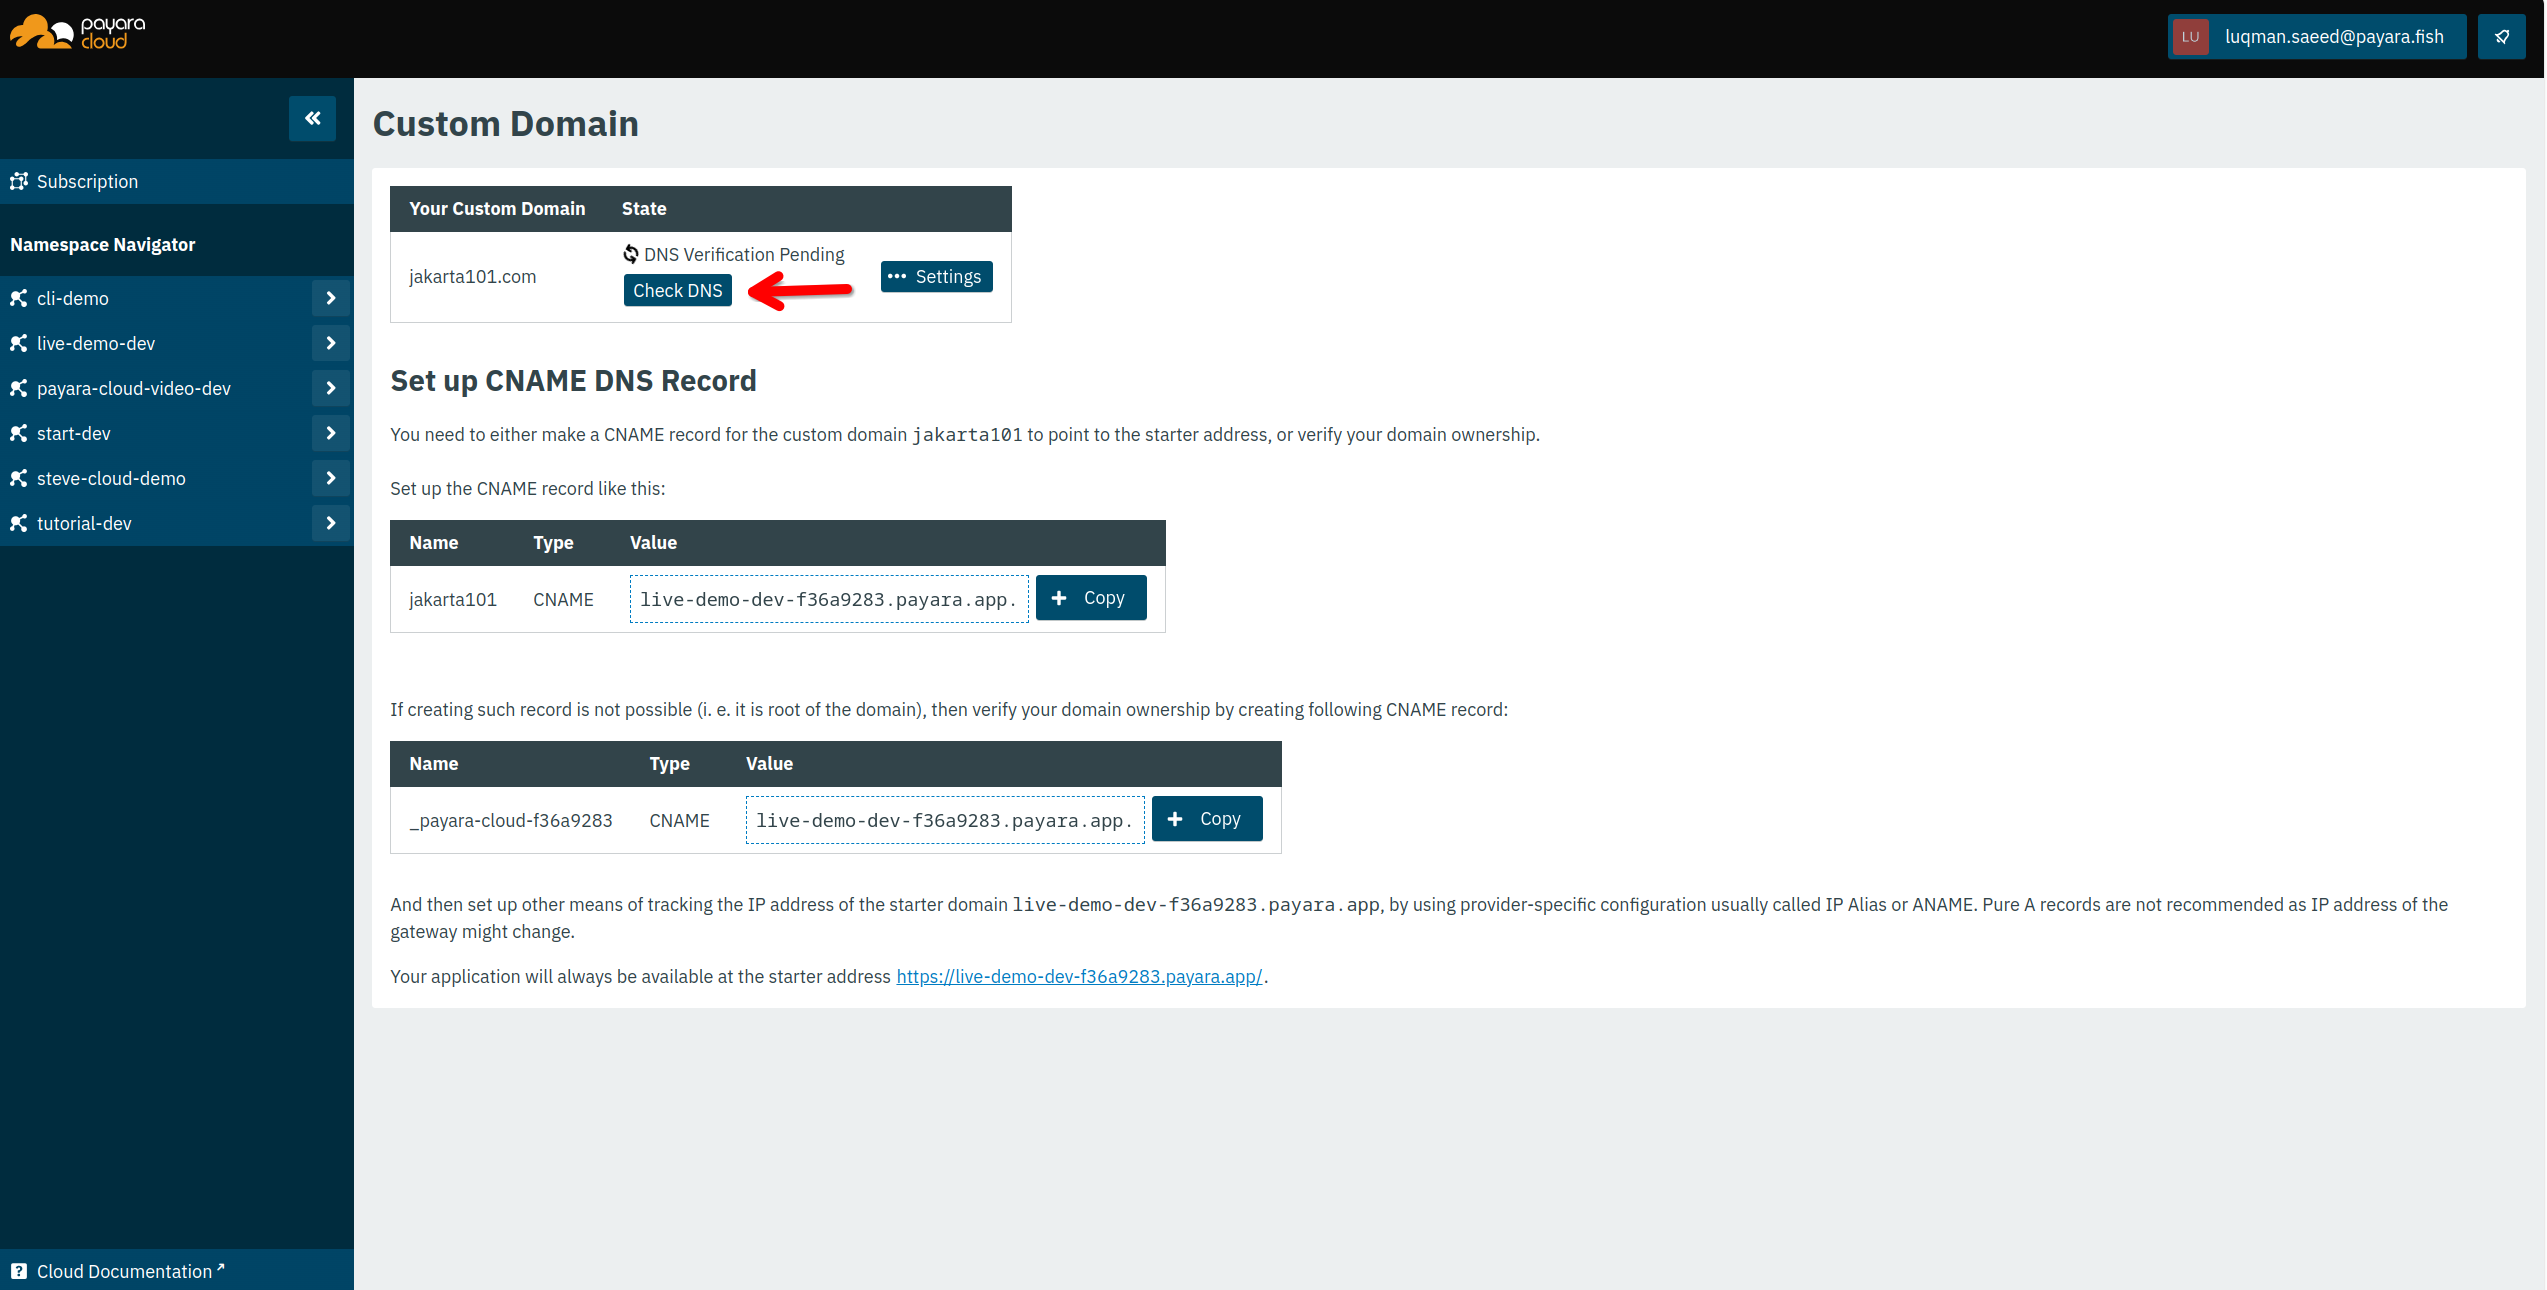 payara
cloud
LU
luqman.saeed@payara.fish
Subscription
Namespace Navigator
cli-demo
live-demo-dev
payara-cloud-video-dev
start-dev
steve-cloud-demo
tutorial-dev
Cloud Documentation
Custom Domain
Your Custom Domain State
DNS Verification Pending
jakarta101.com Settings
Check DNS
Set up CNAME DNS Record
You need to either make a CNAME record for the custom domain jakarta101 to point to the starter address, or verify your domain ownership.
Set up the CNAME record like this:
Name Type Value
jakarta101 CNAME live-demo-dev-f36a9283.payara.app. Copy
If creating such record is not possible (i. e. it is root of the domain), then verify your domain ownership by creating following CNAME record:
Name Type Value
_payara-cloud-f36a9283 CNAME live-demo-dev-f36a9283.payara.app. Copy
And then set up other means of tracking the IP address of the starter domain live-demo-dev-f36a9283.payara.app, by using provider-specific configuration usually called IP Alias or ANAME. Pure A records are not recommended as IP address of the
gateway might change.
Your application will always be available at the starter address https://live-demo-dev-f36a9283.payara.app/.